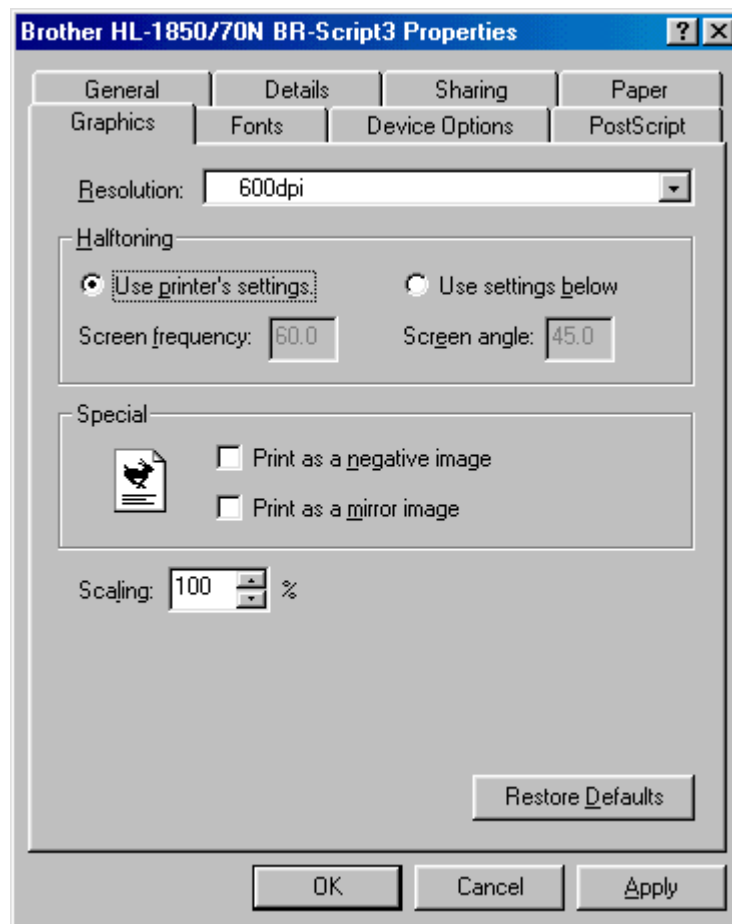 Brother HL-1850/70N BR-Script3 Properties ?
General Details Sharing Paper
Graphics Fonts Device Options PostScript
Resolution: 600dpi
Halftoning
Use printer's settings. Use settings below
Screen frequency: 60.0 Screen angle: 45.0
Special
Print as a negative image
Print as a mirror image
Scaling: 100 %
Restore Defaults
OK Cancel Apply